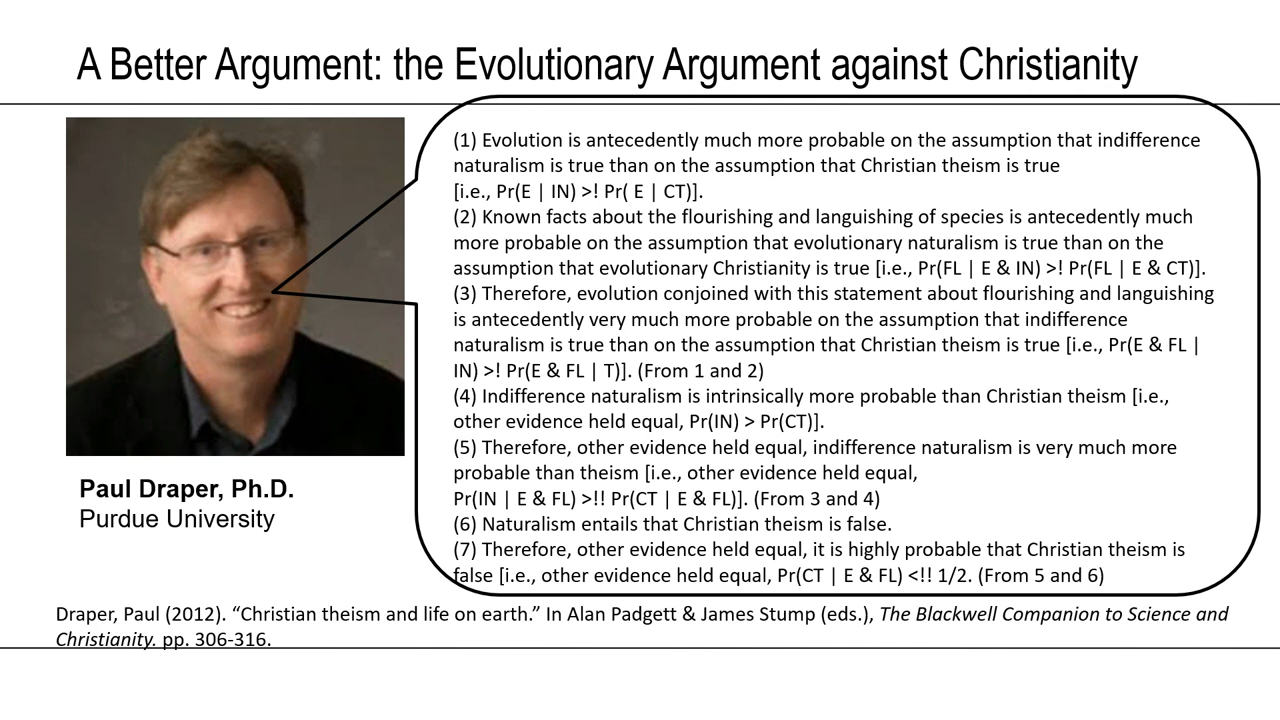 A Better Argument: the Evolutionary Argument against Christianity
(1) Evolution is antecedently much more probable on the assumption that indifference
naturalism is true than on the assumption that Christian theism is true
[i.e., Pr(E | IN) >! Pr( E | CT)].
(2) Known facts about the flourishing and languishing of species is antecedently much
more probable on the assumption that evolutionary naturalism is true than on the
assumption that evolutionary Christianity is true [i.e., Pr(FL | E & IN) >! Pr(FL | E & CT)].
(3) Therefore, evolution conjoined with this statement about flourishing and languishing
is antecedently very much more probable on the assumption that indifference
naturalism is true than on the assumption that Christian theism is true [i.e., Pr(E & FL |
IN) >! Pr(E & FL | T)]. (From 1 and 2)
(4) Indifference naturalism is intrinsically more probable than Christian theism [i.e.,
other evidence held equal, Pr(IN) > Pr(CT)].
(5) Therefore, other evidence held equal, indifference naturalism is very much more
probable than theism [i.e., other evidence held equal,
Pr(IN | E & FL) >!! Pr(CT | E & FL)]. (From 3 and 4)
(6) Naturalism entails that Christian theism is false.
(7) Therefore, other evidence held equal, it is highly probable that Christian theism is
false [i.e., other evidence held equal, Pr(CT | E & FL) <!! 1/2. (From 5 and 6)
Paul Draper, Ph.D.
Purdue University
Draper, Paul (2012). “Christian theism and life on earth.” In Alan Padgett & James Stump (eds.), The Blackwell Companion to Science and
Christianity. pp. 306-316.